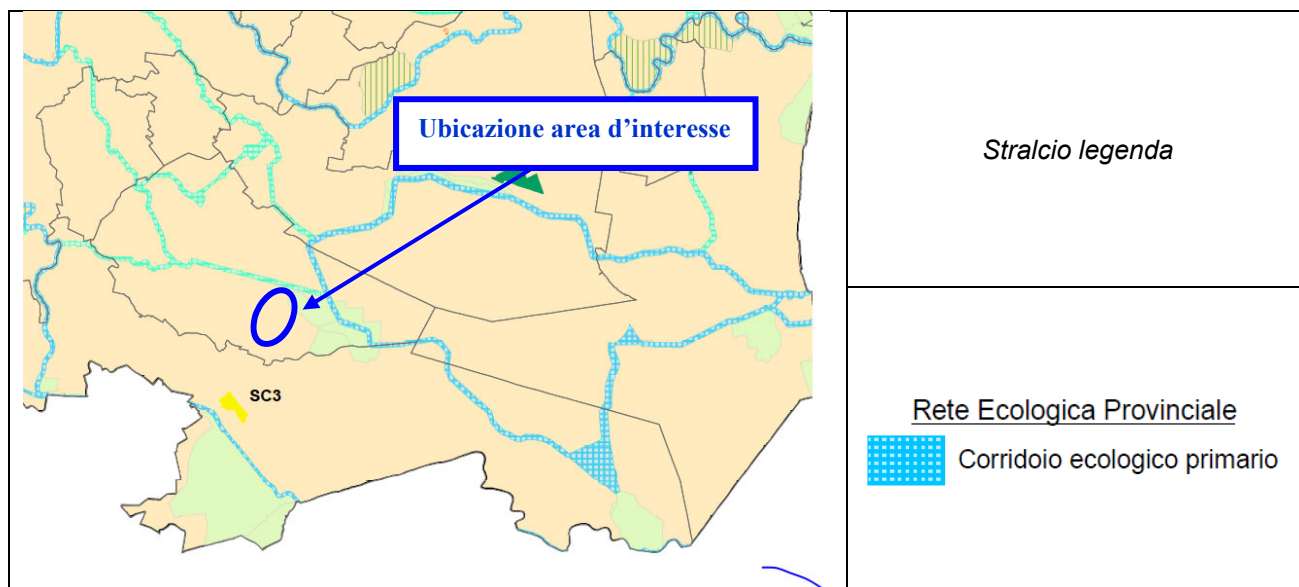 Ubicazione area d'interesse
SC3
Stralcio legenda
Rete Ecologica Provinciale
Corridoio ecologico primario